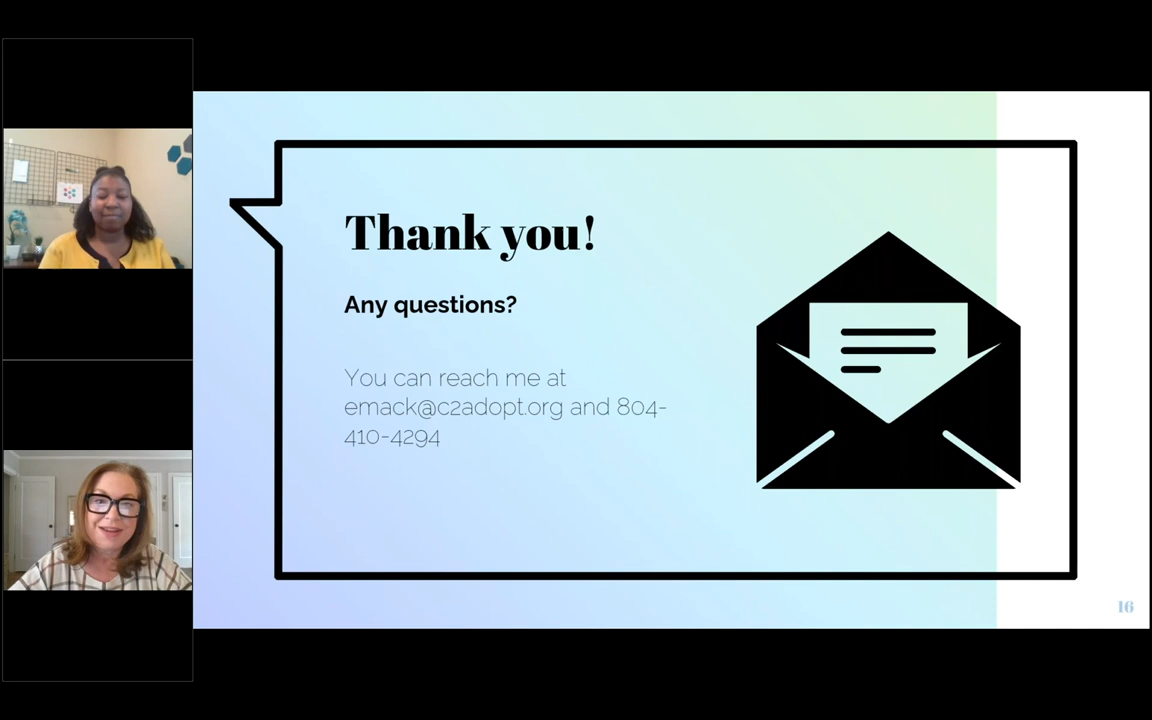 Thank you!
Any questions?
You can reach me at
emack@c2adopt.org and 804-
410-4294
16